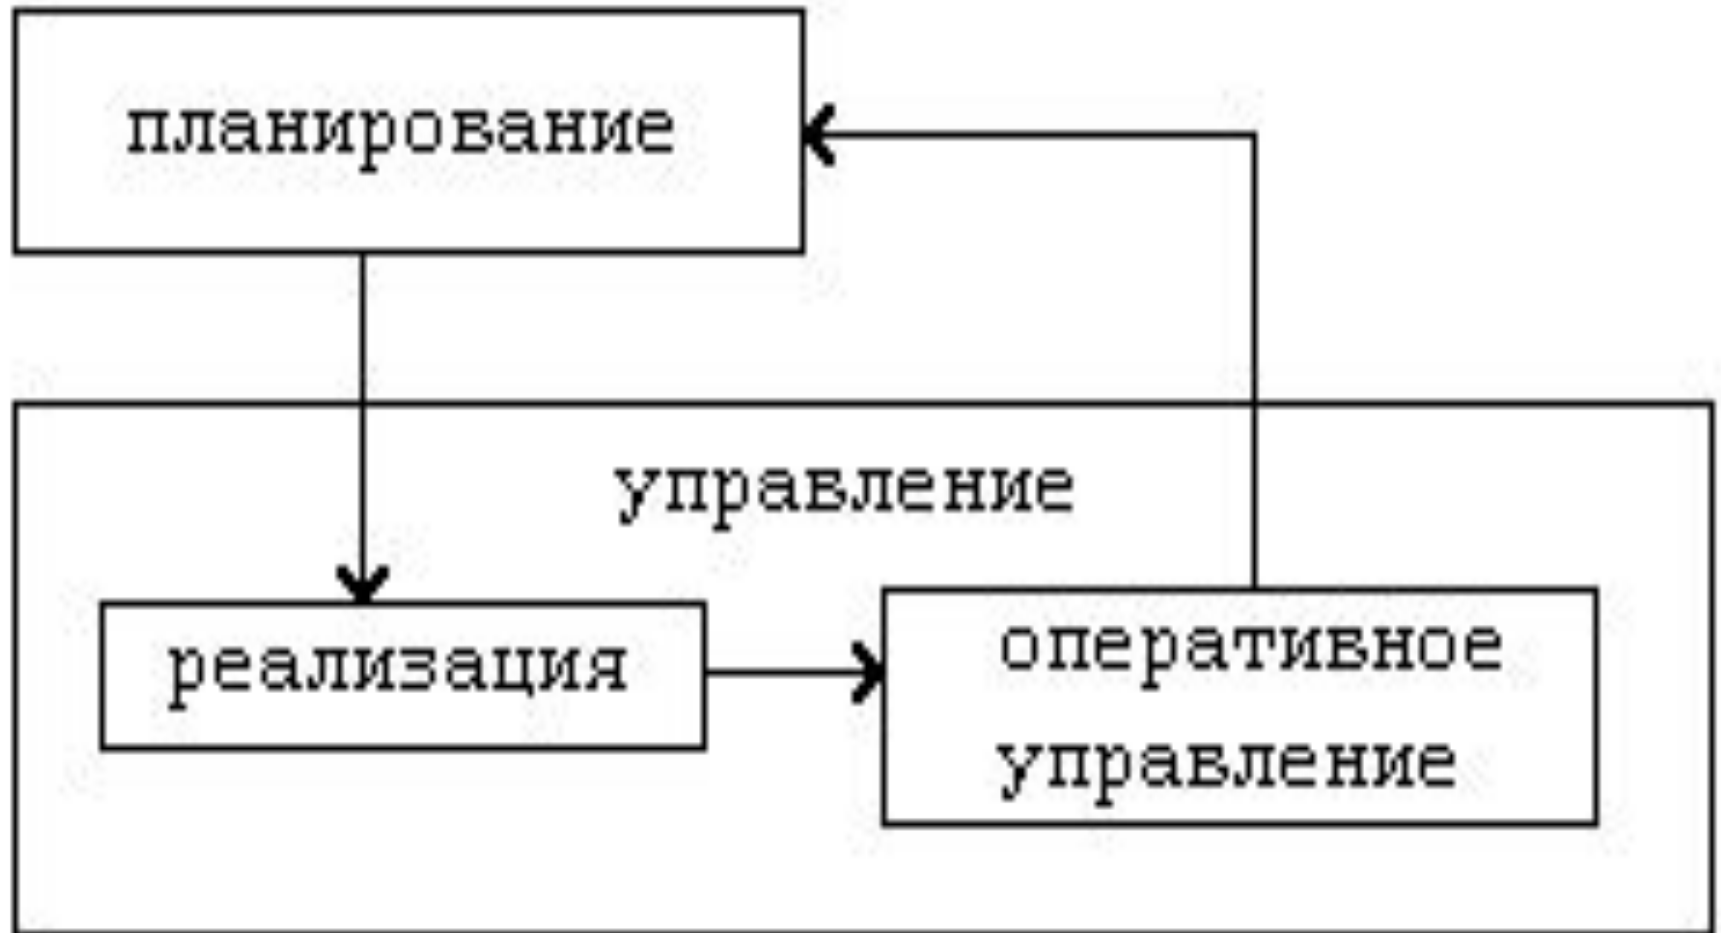 планирование
управление
реализация
оперативное
управление